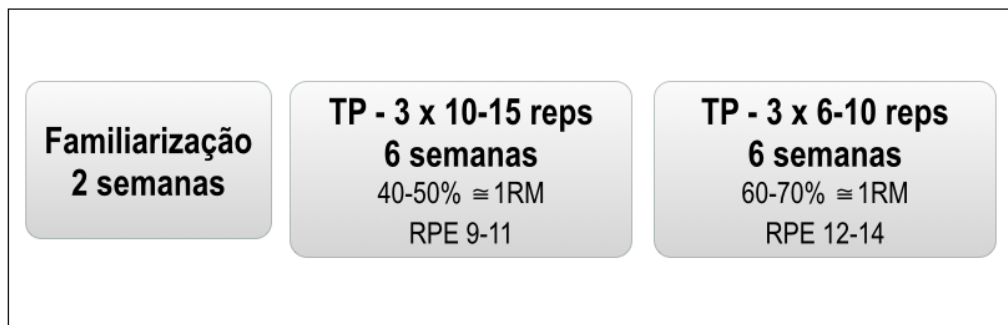 Familiarização
2 semanas
TP - 3 x 10-15 reps
6 semanas
40-50% ≅1RM
RPE 9-11
TP - 3 x 6-10 reps
6 semanas
60-70% ≅1RM
RPE 12-14